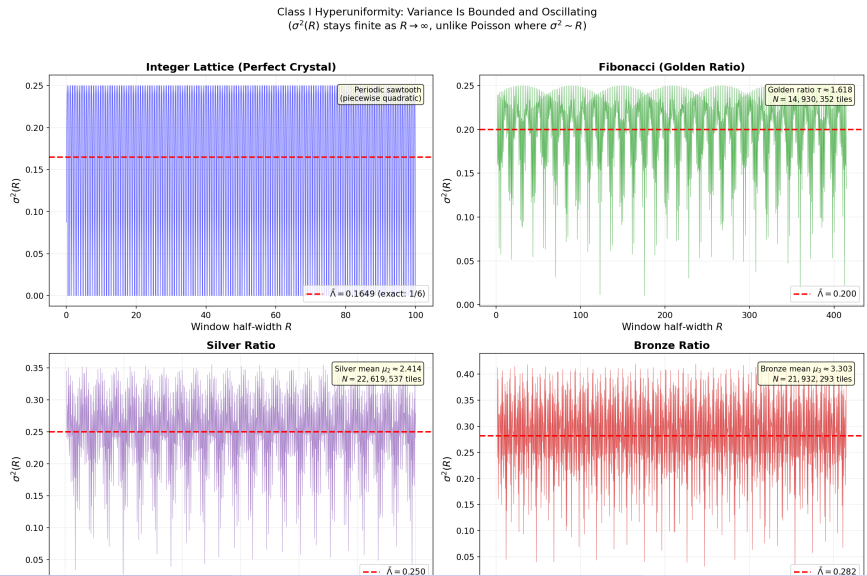 Class I Hyperuniformity: Variance Is Bounded and Oscillating
(σ²(R) stays finite as R→∞, unlike Poisson where σ² ~ R)
Integer Lattice (Perfect Crystal)
Periodic sawtooth
(piecewise quadratic)
σ²(R)
0.25
0.20
0.15
0.10
0.05
0.00
Λ̄ = 0.1649 (exact: 1/6)
0 20 40 60 80 100
Window half-width R
Fibonacci (Golden Ratio)
Golden ratio τ ≈ 1.618
N = 14,930,352 tiles
σ²(R)
0.25
0.20
0.15
0.10
0.05
0.00
Λ̄ = 0.200
0 100 200 300 400
Window half-width R
Silver Ratio
Silver mean μ₂ ≈ 2.414
N = 22,619,537 tiles
σ²(R)
0.35
0.30
0.25
0.20
0.15
0.10
0.05
Λ̄ = 0.250
Bronze Ratio
Bronze mean μ₃ ≈ 3.303
N = 21,932,293 tiles
σ²(R)
0.40
0.35
0.30
0.25
0.20
0.15
0.10
0.05
Λ̄ = 0.282